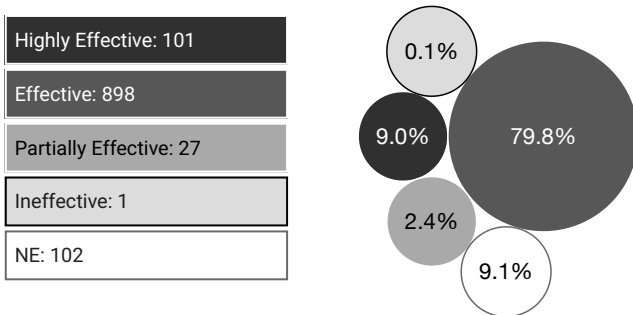 Highly Effective: 101
Effective: 898
Partially Effective: 27
Ineffective: 1
NE: 102
0.1%
9.0%
79.8%
2.4%
9.1%